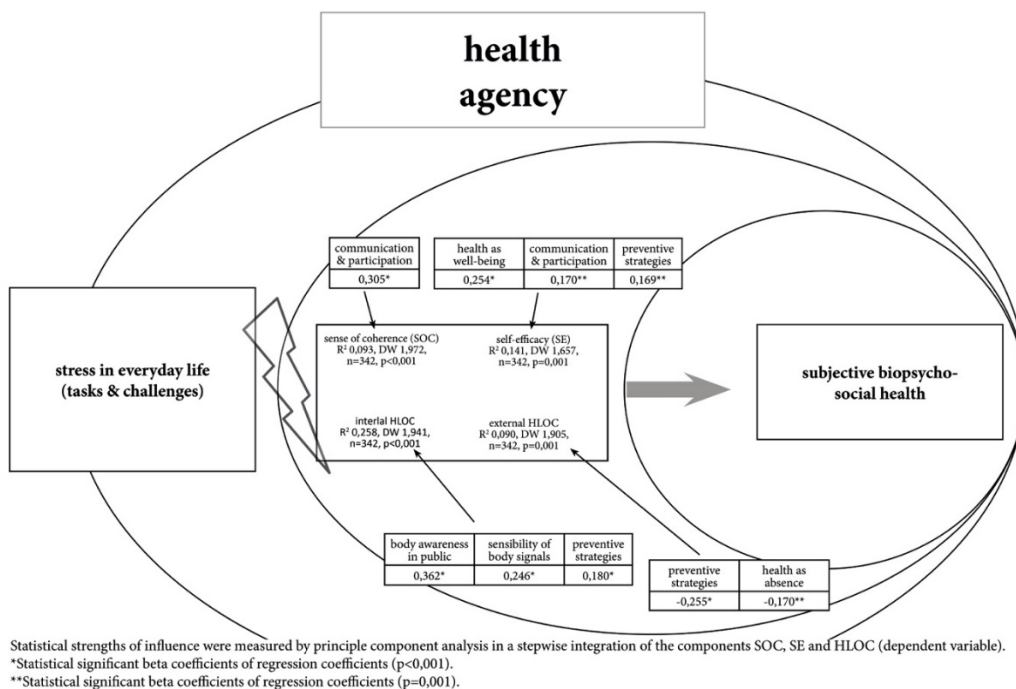 health
agency
communication
& participation
0,305*
health as
well-being
communication
& participation
preventive
strategies
0,254*
0,170**
0,169**
stress in everyday life
(tasks & challenges)
sense of coherence (SOC)
R² 0,093, DW 1,972,
n=342, p<0,001
self-efficacy (SE)
R² 0,141, DW 1,657,
n=342, p=0,001
interlal HLOC
R² 0,258, DW 1,941,
n=342, p<0,001
external HLOC
R² 0,090, DW 1,905,
n=342, p=0,001
subjective biopsycho-
social health
body awareness
in public
sensibility of
body signals
preventive
strategies
0,362*
0,246*
0,180*
preventive
strategies
health as
absence
-0,255*
-0,170**
Statistical strengths of influence were measured by principle component analysis in a stepwise integration of the components SOC, SE and HLOC (dependent variable).
*Statistical significant beta coefficients of regression coefficients (p<0,001).
**Statistical significant beta coefficients of regression coefficients (p=0,001).